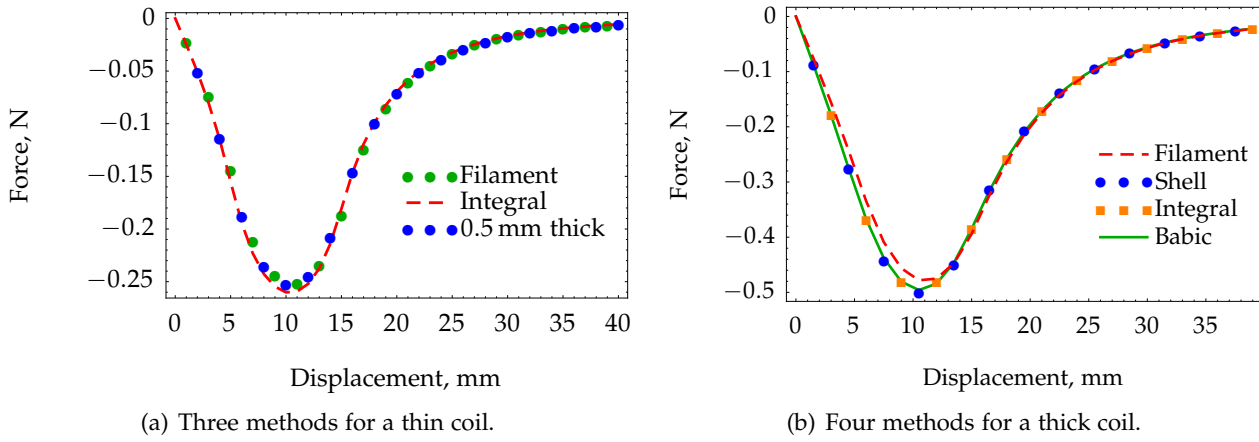 0
−0.05
−0.1
−0.15
−0.2
−0.25
Force, N
Filament
Integral
0.5 mm thick
0 5 10 15 20 25 30 35 40
Displacement, mm
(a) Three methods for a thin coil.
0
−0.1
−0.2
−0.3
−0.4
−0.5
Force, N
Filament
Shell
Integral
Babic
0 5 10 15 20 25 30 35
Displacement, mm
(b) Four methods for a thick coil.